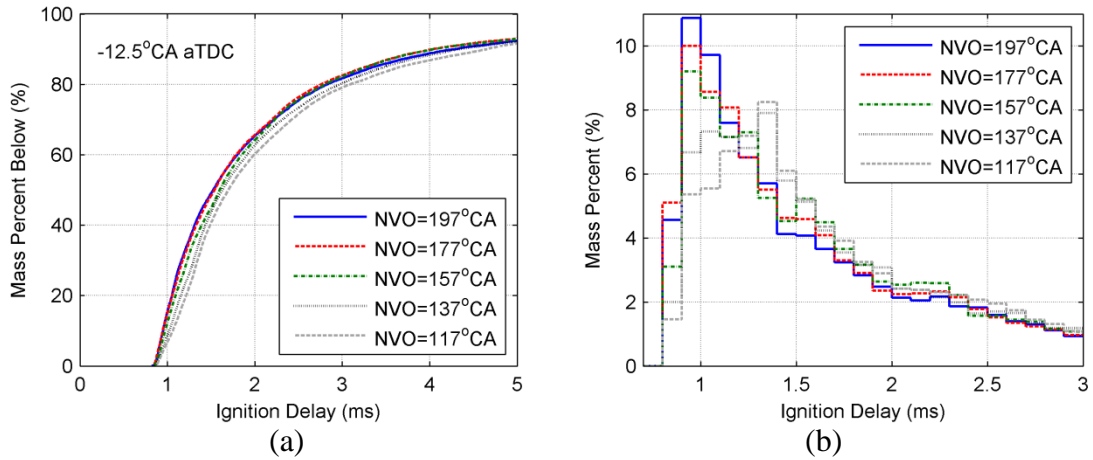 100
80
60
40
20
0
Mass Percent Below (%)
-12.5°CA aTDC
NVO=197°CA
NVO=177°CA
NVO=157°CA
NVO=137°CA
NVO=117°CA
0 1 2 3 4 5
Ignition Delay (ms)
(a)
10
8
6
4
2
0
Mass Percent (%)
NVO=197°CA
NVO=177°CA
NVO=157°CA
NVO=137°CA
NVO=117°CA
1 1.5 2 2.5 3
Ignition Delay (ms)
(b)